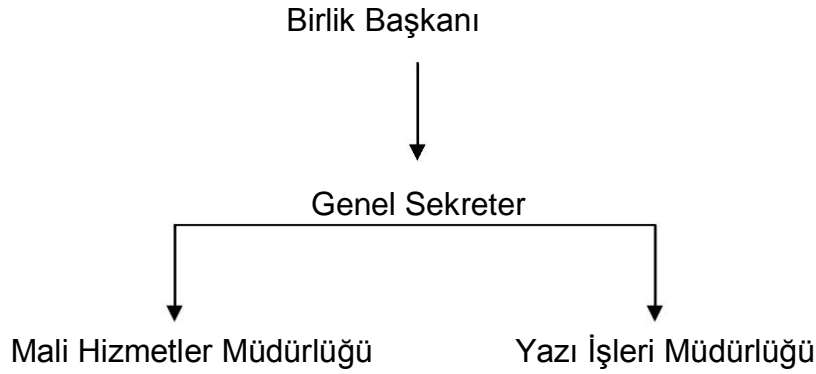 Birlik Başkanı
Genel Sekreter
Mali Hizmetler Müdürlüğü
Yazı İşleri Müdürlüğü